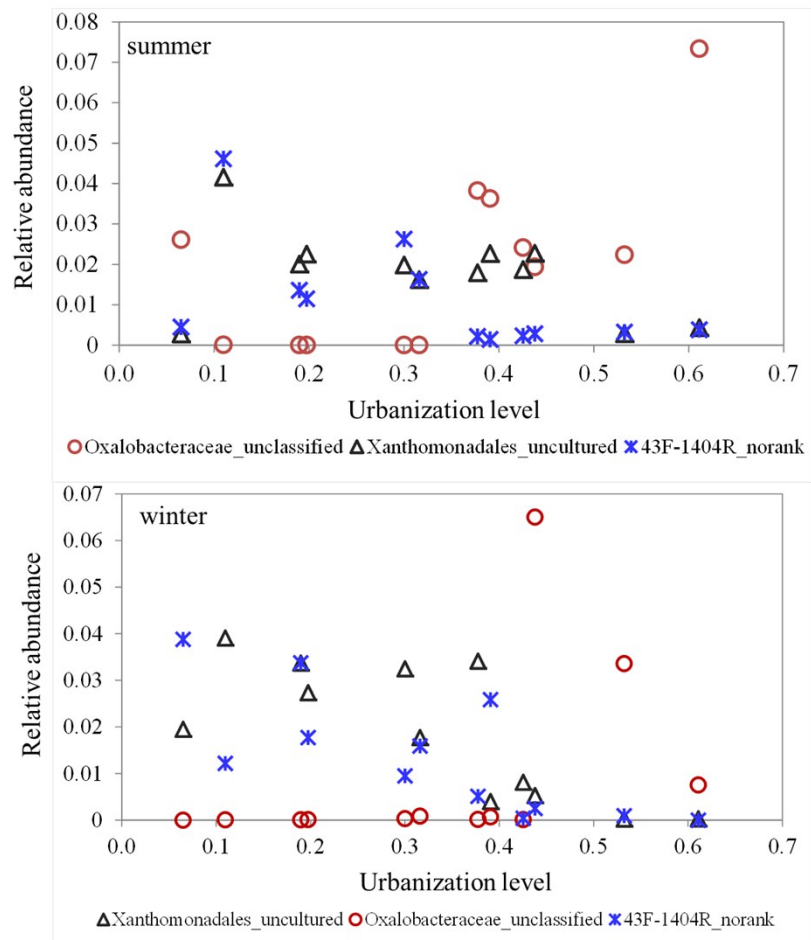 summer
Relative abundance
0.08
0.07
0.06
0.05
0.04
0.03
0.02
0.01
0
0.0 0.1 0.2 0.3 0.4 0.5 0.6 0.7
Urbanization level
Oxalobacteraceae_unclassified Xanthomonadales_uncultured 43F-1404R_norank
winter
Relative abundance
0.07
0.06
0.05
0.04
0.03
0.02
0.01
0
0.0 0.1 0.2 0.3 0.4 0.5 0.6 0.7
Urbanization level
Xanthomonadales_uncultured Oxalobacteraceae_unclassified 43F-1404R_norank